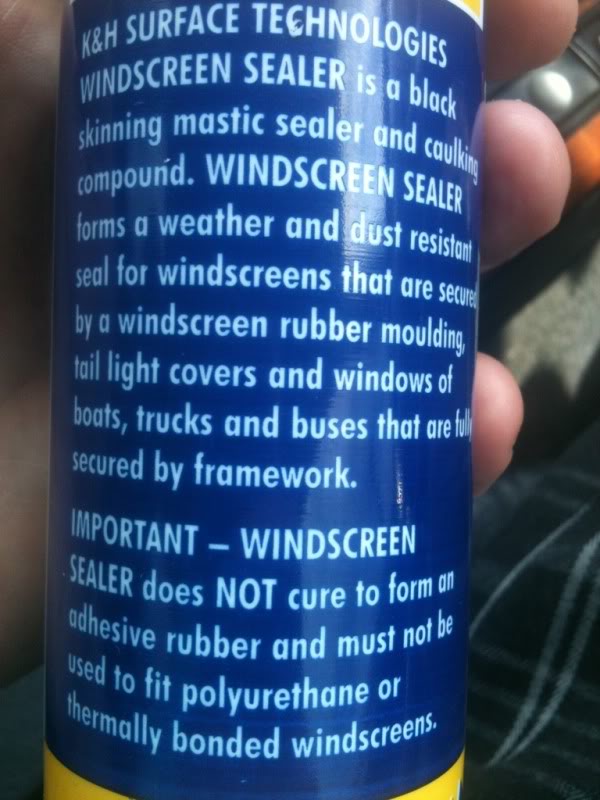 K&H SURFACE TECHNOLOGIES
WINDSCREEN SEALER is a black
skinning mastic sealer and caulking
compound. WINDSCREEN SEALER
forms a weather and dust resistant
seal for windscreens that are secured
by a windscreen rubber moulding,
tail light covers and windows of
boats, trucks and buses that are fully
secured by framework.
IMPORTANT – WINDSCREEN
SEALER does NOT cure to form an
adhesive rubber and must not be
used to fit polyurethane or
thermally bonded windscreens.